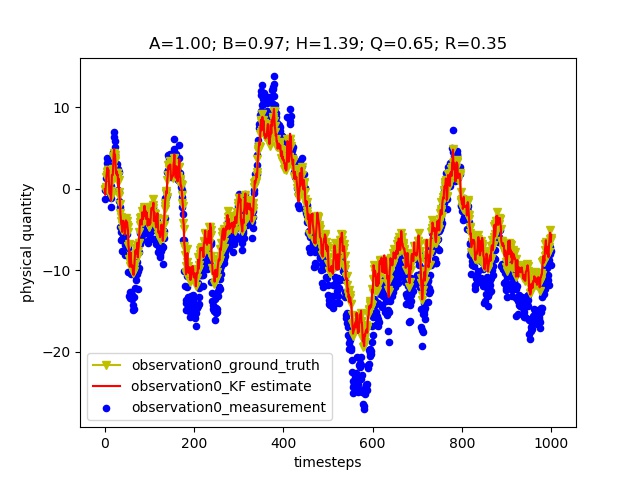 A=1.00; B=0.97; H=1.39; Q=0.65; R=0.35
physical quantity
10
0
−10
−20
observation0_ground_truth
observation0_KF estimate
observation0_measurement
0 200 400 600 800 1000
timesteps